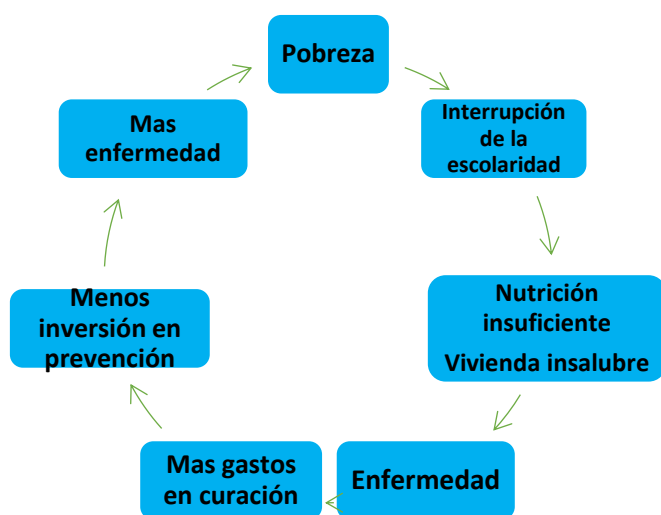 Pobreza
Interrupción
de la
escolaridad
Nutrición
insuficiente
Vivienda insalubre
Enfermedad
Mas gastos
en curación
Menos
inversión en
prevención
Mas
enfermedad